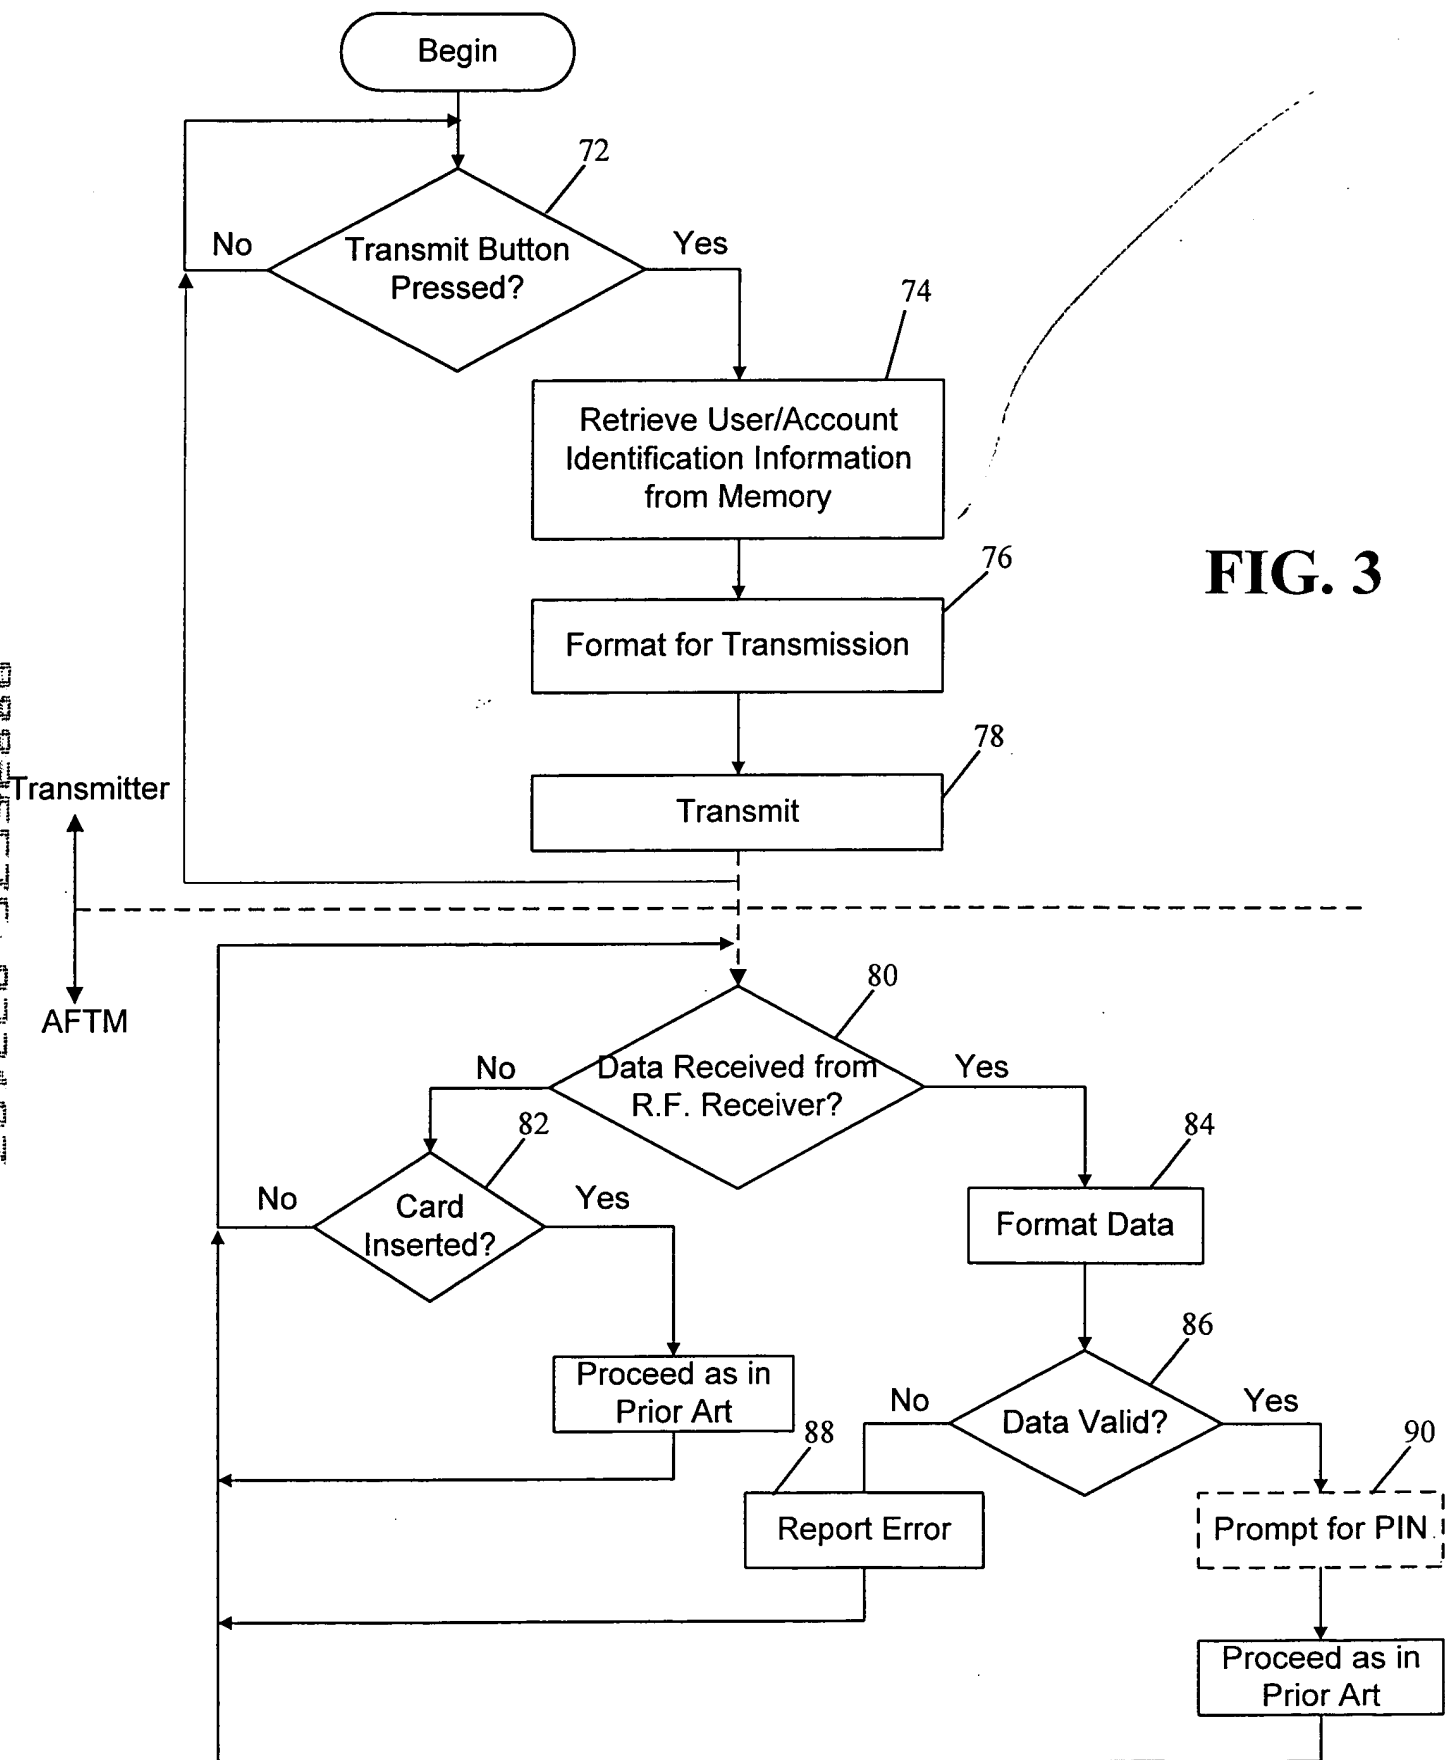 Begin
72
No
Transmit Button
Pressed?
Yes
74
Retrieve User/Account
Identification Information
from Memory
76
FIG. 3
Format for Transmission
78
Transmitter
Transmit
AFTM
80
No
Data Received from
R.F. Receiver?
Yes
82
84
No
Card
Inserted?
Yes
Format Data
86
Proceed as in
Prior Art
No
Data Valid?
Yes
88
90
Report Error
Prompt for PIN
Proceed as in
Prior Art